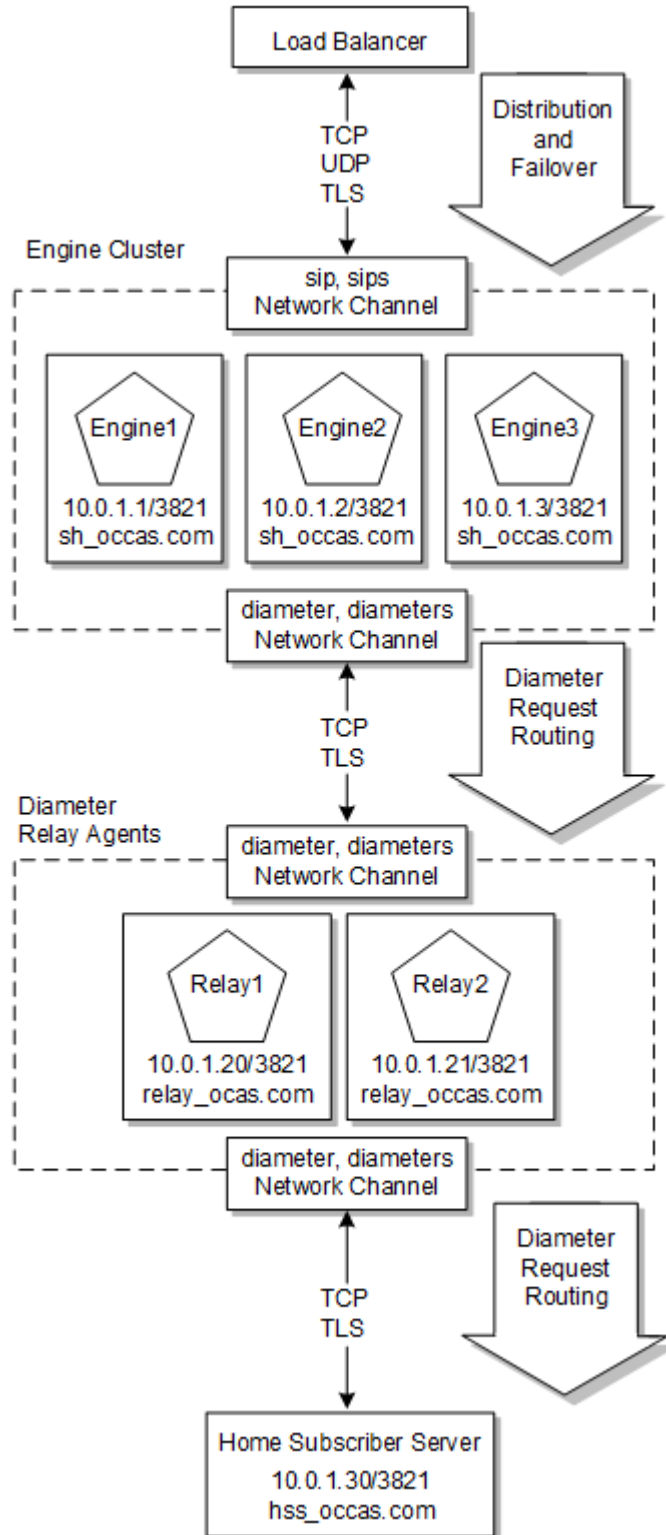 Load Balancer
Distribution
and
Failover
TCP
UDP
TLS
Engine Cluster
sip, sips
Network Channel
Engine1
10.0.1.1/3821
sh_occas.com
Engine2
10.0.1.2/3821
sh_occas.com
Engine3
10.0.1.3/3821
sh_occas.com
diameter, diameters
Network Channel
Diameter
Request
Routing
TCP
TLS
Diameter
Relay Agents
diameter, diameters
Network Channel
Relay1
10.0.1.20/3821
relay_ocas.com
Relay2
10.0.1.21/3821
relay_occas.com
diameter, diameters
Network Channel
Diameter
Request
Routing
TCP
TLS
Home Subscriber Server
10.0.1.30/3821
hss_occas.com